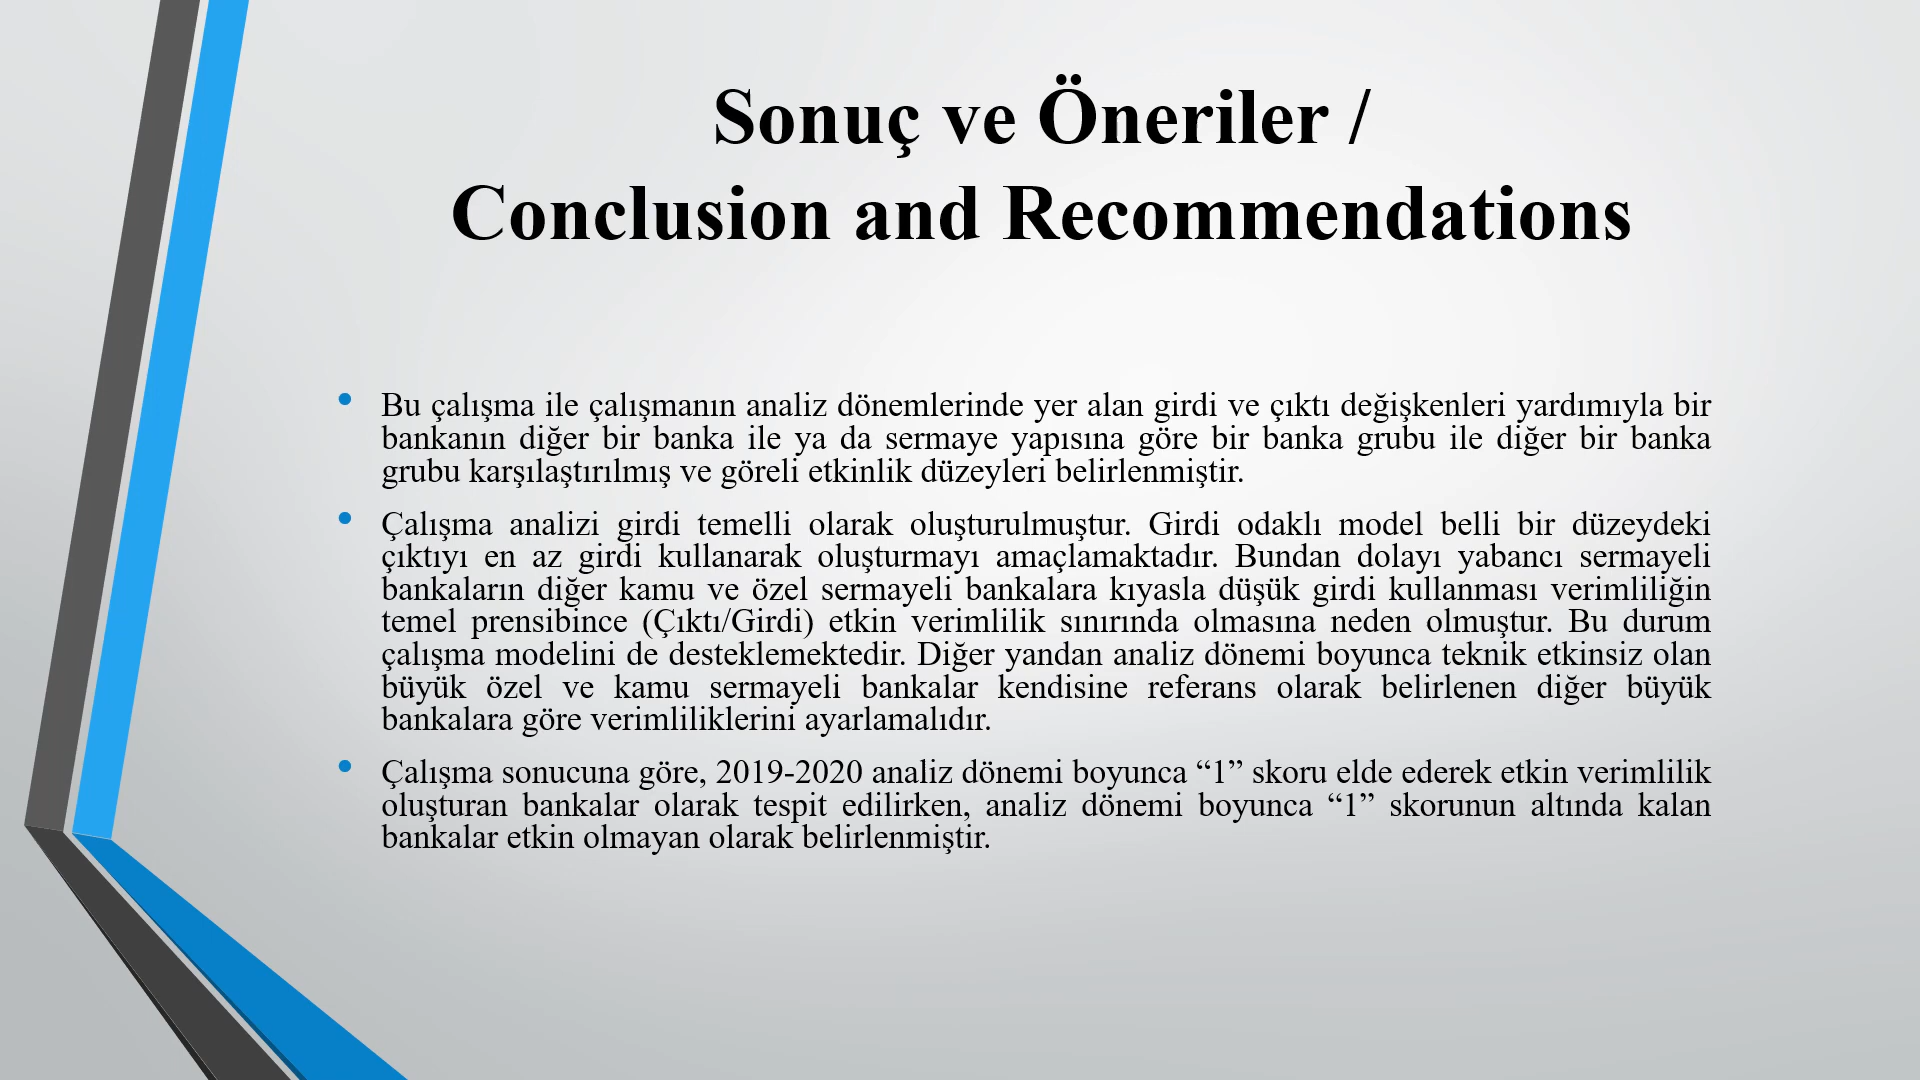 Sonuç ve Öneriler /
Conclusion and Recommendations
• Bu çalışma ile çalışmanın analiz dönemlerinde yer alan girdi ve çıktı değişkenleri yardımıyla bir
bankanın diğer bir banka ile ya da sermaye yapısına göre bir banka grubu ile diğer bir banka
grubu karşılaştırılmış ve göreli etkinlik düzeyleri belirlenmiştir.
• Çalışma analizi girdi temelli olarak oluşturulmuştur. Girdi odaklı model belli bir düzeydeki
çıktıyı en az girdi kullanarak oluşturmayı amaçlamaktadır. Bundan dolayı yabancı sermayeli
bankaların diğer kamu ve özel sermayeli bankalara kıyasla düşük girdi kullanması verimliliğin
temel prensibince (Çıktı/Girdi) etkin verimlilik sınırında olmasına neden olmuştur. Bu durum
çalışma modelini de desteklemektedir. Diğer yandan analiz dönemi boyunca teknik etkinsiz olan
büyük özel ve kamu sermayeli bankalar kendisine referans olarak belirlenen diğer büyük
bankalara göre verimliliklerini ayarlamalıdır.
• Çalışma sonucuna göre, 2019-2020 analiz dönemi boyunca “1” skoru elde ederek etkin verimlilik
oluşturan bankalar olarak tespit edilirken, analiz dönemi boyunca “1” skorunun altında kalan
bankalar etkin olmayan olarak belirlenmiştir.